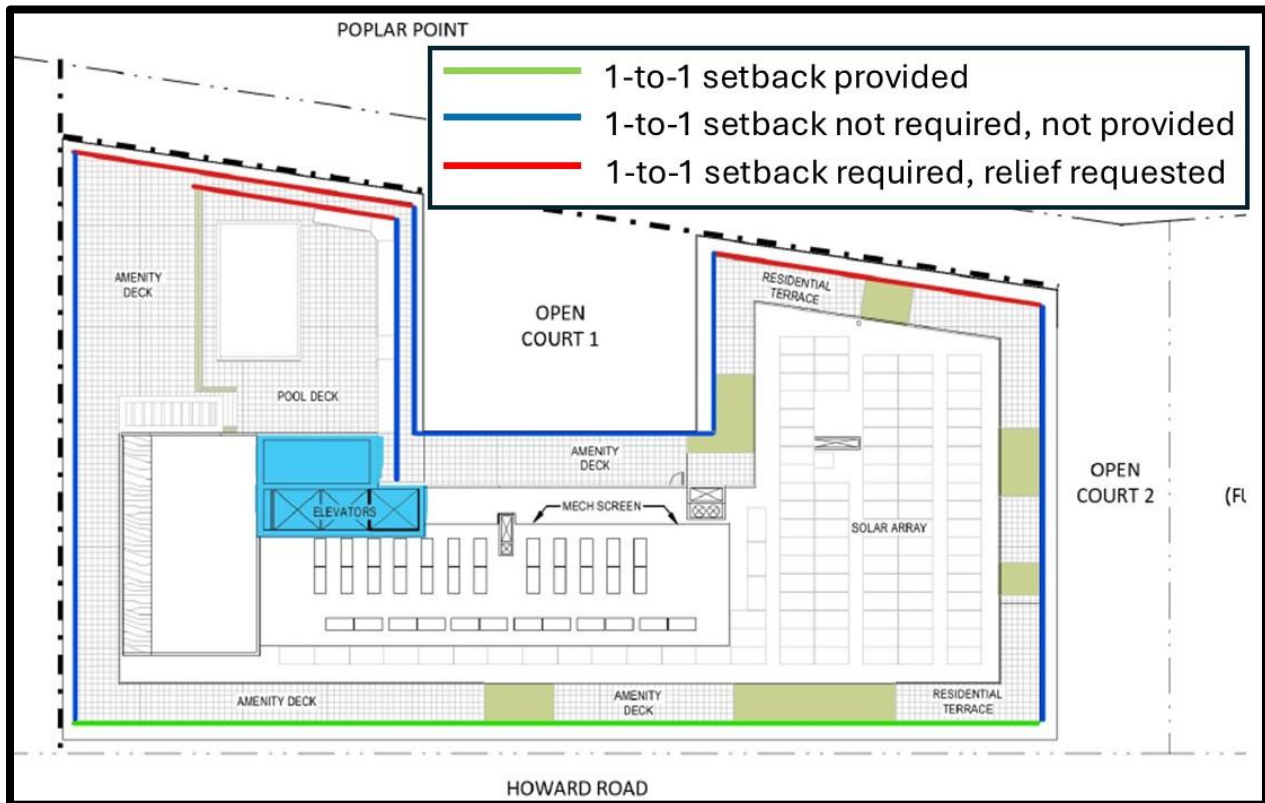 POPLAR POINT
1-to-1 setback provided
1-to-1 setback not required, not provided
1-to-1 setback required, relief requested
AMENITY
DECK
RESIDENTIAL
TERRACE
OPEN
COURT 1
POOL DECK
AMENITY
DECK
OPEN
COURT 2
(FU
ELEVATORS
MECH SCREEN
SOLAR ARRAY
AMENITY DECK
AMENITY
DECK
RESIDENTIAL
TERRACE
HOWARD ROAD